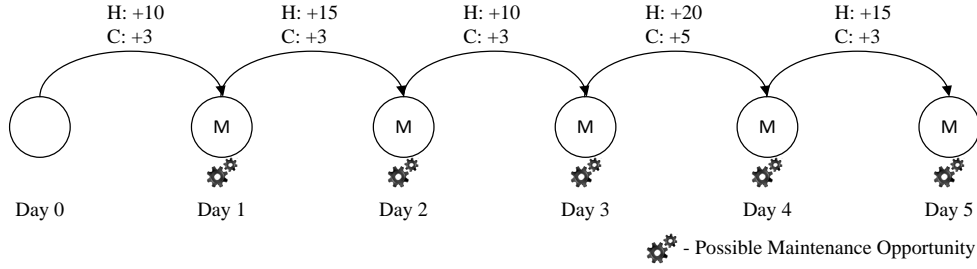 H: +10 H: +15 H: +10 H: +20 H: +15
C: +3 C: +3 C: +3 C: +5 C: +3
M M M M M
Day 0 Day 1 Day 2 Day 3 Day 4 Day 5
- Possible Maintenance Opportunity